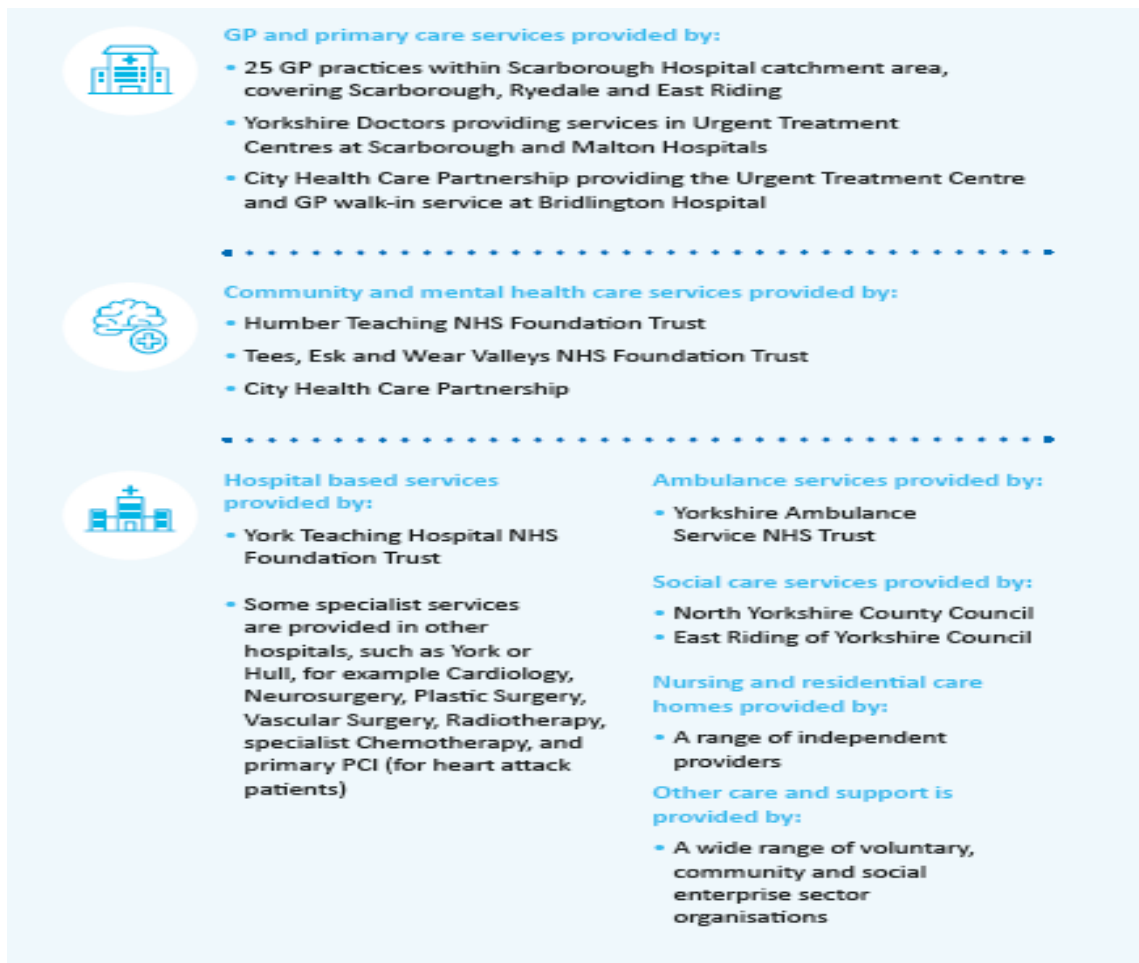 GP and primary care services provided by:
• 25 GP practices within Scarborough Hospital catchment area,
covering Scarborough, Ryedale and East Riding
• Yorkshire Doctors providing services in Urgent Treatment
Centres at Scarborough and Malton Hospitals
• City Health Care Partnership providing the Urgent Treatment Centre
and GP walk-in service at Bridlington Hospital
Community and mental health care services provided by:
• Humber Teaching NHS Foundation Trust
• Tees, Esk and Wear Valleys NHS Foundation Trust
• City Health Care Partnership
Hospital based services
provided by:
• York Teaching Hospital NHS
Foundation Trust
• Some specialist services
are provided in other
hospitals, such as York or
Hull, for example Cardiology,
Neurosurgery, Plastic Surgery,
Vascular Surgery, Radiotherapy,
specialist Chemotherapy, and
primary PCI (for heart attack
patients)
Ambulance services provided by:
• Yorkshire Ambulance
Service NHS Trust
Social care services provided by:
• North Yorkshire County Council
• East Riding of Yorkshire Council
Nursing and residential care
homes provided by:
• A range of independent
providers
Other care and support is
provided by:
• A wide range of voluntary,
community and social
enterprise sector
organisations